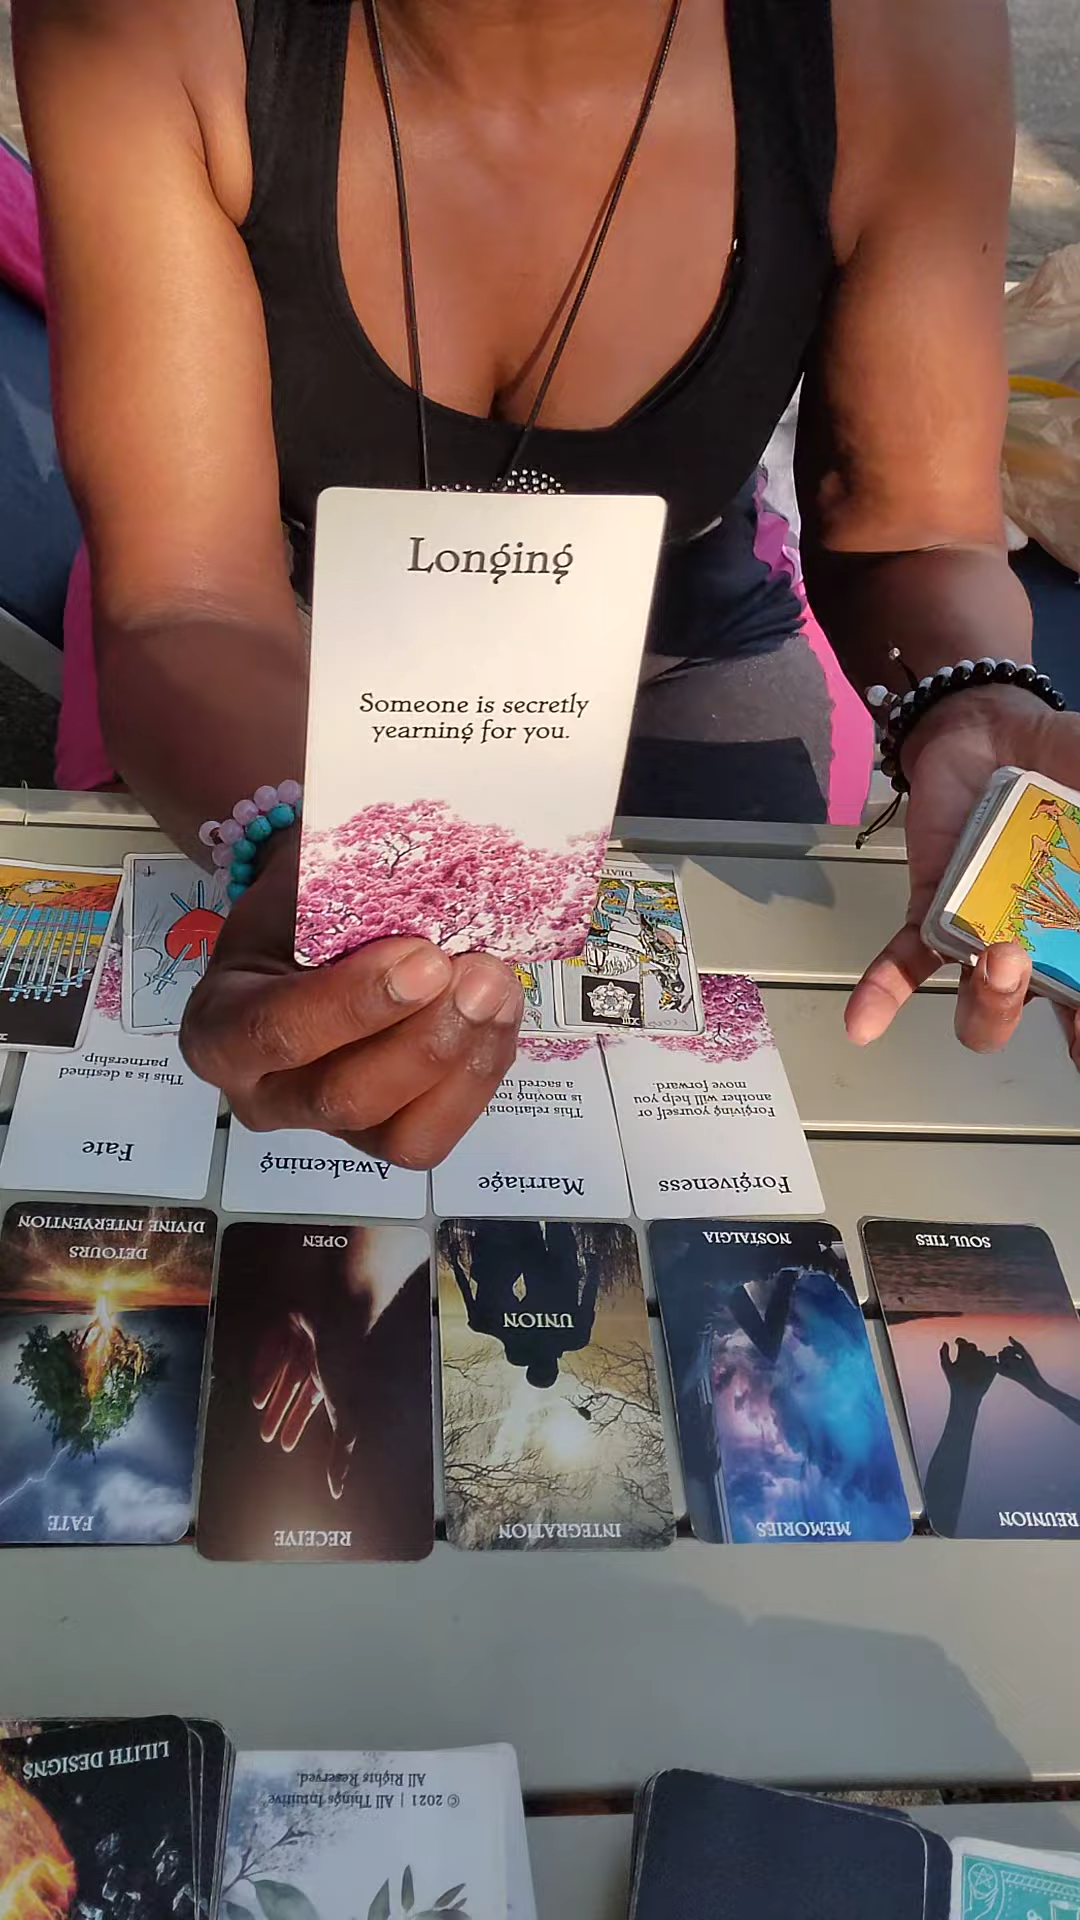 Longing
Someone is secretly
yearning for you.
DEATH
XIII
This is a destined
partnership.
Fate
Awakening
This relationship
is moving
a sacred
Marriage
Forgiving yourself or
another will help you
move forward.
Forgiveness
DIVINE INTERVENTION
DETOURS
FATE
OPEN
RECEIVE
UNION
INTEGRATION
NOSTALGIA
MEMORIES
SOUL TIES
REUNION
LILITH DESIGNS
© 2021 | All Things Intuitive
All Rights Reserved.